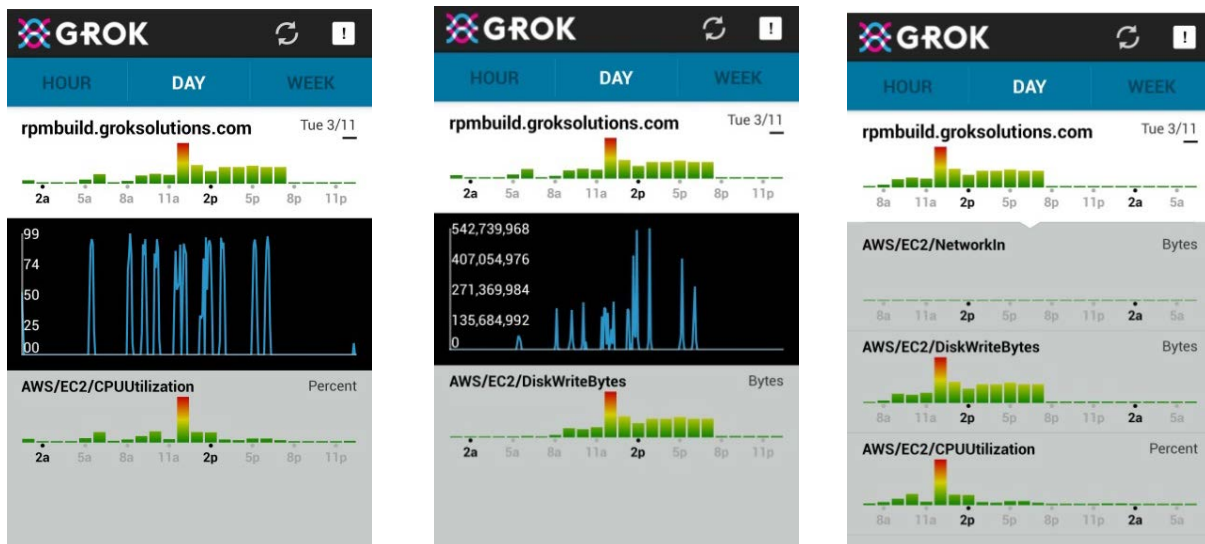 GROK !
HOUR DAY WEEK
rpmbuild.groksolutions.com Tue 3/11
2a 5a 8a 11a 2p 5p 8p 11p
99
74
50
25
00
AWS/EC2/CPUUtilization Percent
2a 5a 8a 11a 2p 5p 8p 11p
GROK !
HOUR DAY WEEK
rpmbuild.groksolutions.com Tue 3/11
2a 5a 8a 11a 2p 5p 8p 11p
542,739,968
407,054,976
271,369,984
135,684,992
0
AWS/EC2/DiskWriteBytes Bytes
2a 5a 8a 11a 2p 5p 8p 11p
GROK !
HOUR DAY WEEK
rpmbuild.groksolutions.com Tue 3/11
8a 11a 2p 5p 8p 11p 2a 5a
AWS/EC2/NetworkIn Bytes
8a 11a 2p 5p 8p 11p 2a 5a
AWS/EC2/DiskWriteBytes Bytes
8a 11a 2p 5p 8p 11p 2a 5a
AWS/EC2/CPUUtilization Percent
8a 11a 2p 5p 8p 11p 2a 5a